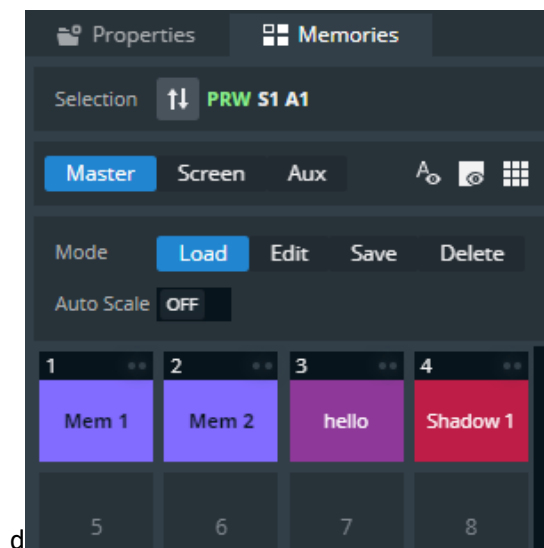 Properties Memories
Selection PRW S1 A1
Master Screen Aux A
Mode Load Edit Save Delete
Auto Scale OFF
1 2 3 4
Mem 1 Mem 2 hello Shadow 1
5 6 7 8
d